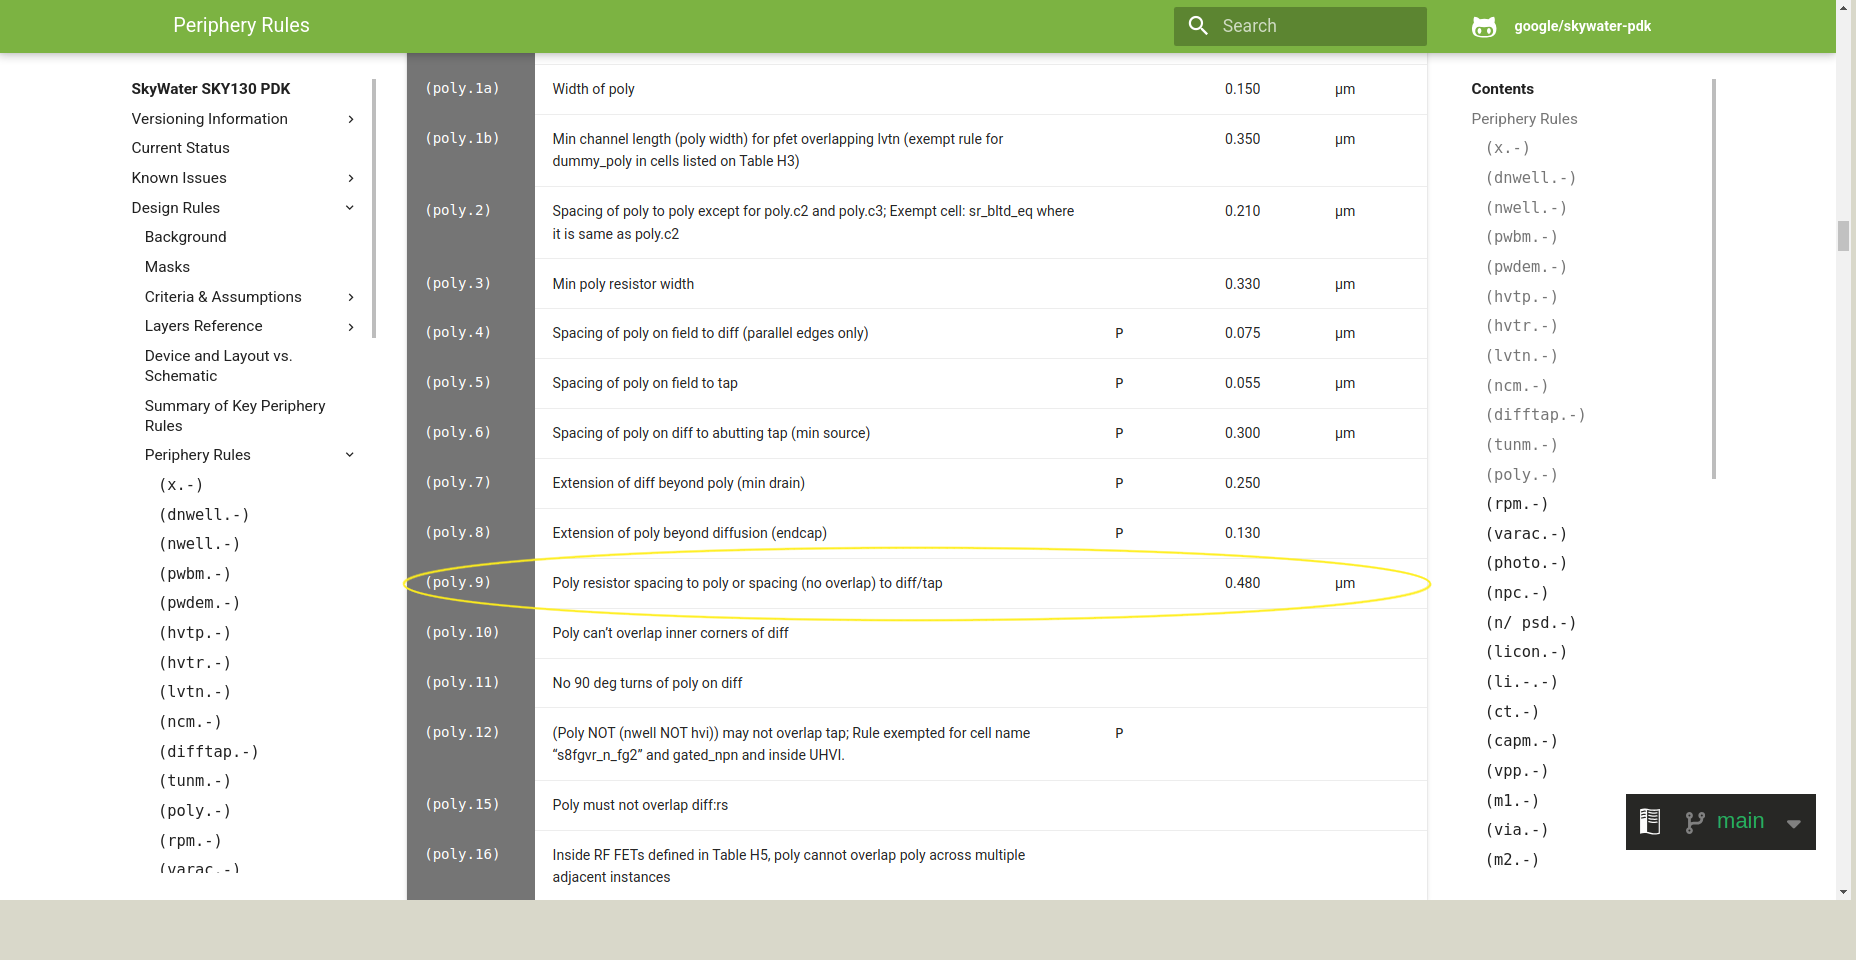 Periphery Rules
Search
google/skywater-pdk
SkyWater SKY130 PDK
Versioning Information
Current Status
Known Issues
Design Rules
Background
Masks
Criteria & Assumptions
Layers Reference
Device and Layout vs.
Schematic
Summary of Key Periphery
Rules
Periphery Rules
(x.-)
(dnwell.-)
(nwell.-)
(pwbm.-)
(pwdem.-)
(hvtp.-)
(hvtr.-)
(lvtn.-)
(ncm.-)
(difftap.-)
(tunm.-)
(poly.-)
(rpm.-)
(varac.-)
(poly.1a) Width of poly 0.150 µm
(poly.1b) Min channel length (poly width) for pfet overlapping lvtn (exempt rule for 0.350 µm
dummy_poly in cells listed on Table H3)
(poly.2) Spacing of poly to poly except for poly.c2 and poly.c3; Exempt cell: sr_bltd_eq where 0.210 µm
it is same as poly.c2
(poly.3) Min poly resistor width 0.330 µm
(poly.4) Spacing of poly on field to diff (parallel edges only) P 0.075 µm
(poly.5) Spacing of poly on field to tap P 0.055 µm
(poly.6) Spacing of poly on diff to abutting tap (min source) P 0.300 µm
(poly.7) Extension of diff beyond poly (min drain) P 0.250
(poly.8) Extension of poly beyond diffusion (endcap) P 0.130
(poly.9) Poly resistor spacing to poly or spacing (no overlap) to diff/tap 0.480 µm
(poly.10) Poly can’t overlap inner corners of diff
(poly.11) No 90 deg turns of poly on diff
(poly.12) (Poly NOT (nwell NOT hvi)) may not overlap tap; Rule exempted for cell name P
“s8fgvr_n_fg2” and gated_npn and inside UHVI.
(poly.15) Poly must not overlap diff:rs
(poly.16) Inside RF FETs defined in Table H5, poly cannot overlap poly across multiple
adjacent instances
Contents
Periphery Rules
(x.-)
(dnwell.-)
(nwell.-)
(pwbm.-)
(pwdem.-)
(hvtp.-)
(hvtr.-)
(lvtn.-)
(ncm.-)
(difftap.-)
(tunm.-)
(poly.-)
(rpm.-)
(varac.-)
(photo.-)
(npc.-)
(n/ psd.-)
(licon.-)
(li.-.-)
(ct.-)
(capm.-)
(vpp.-)
(m1.-)
(via.-)
(m2.-)
main